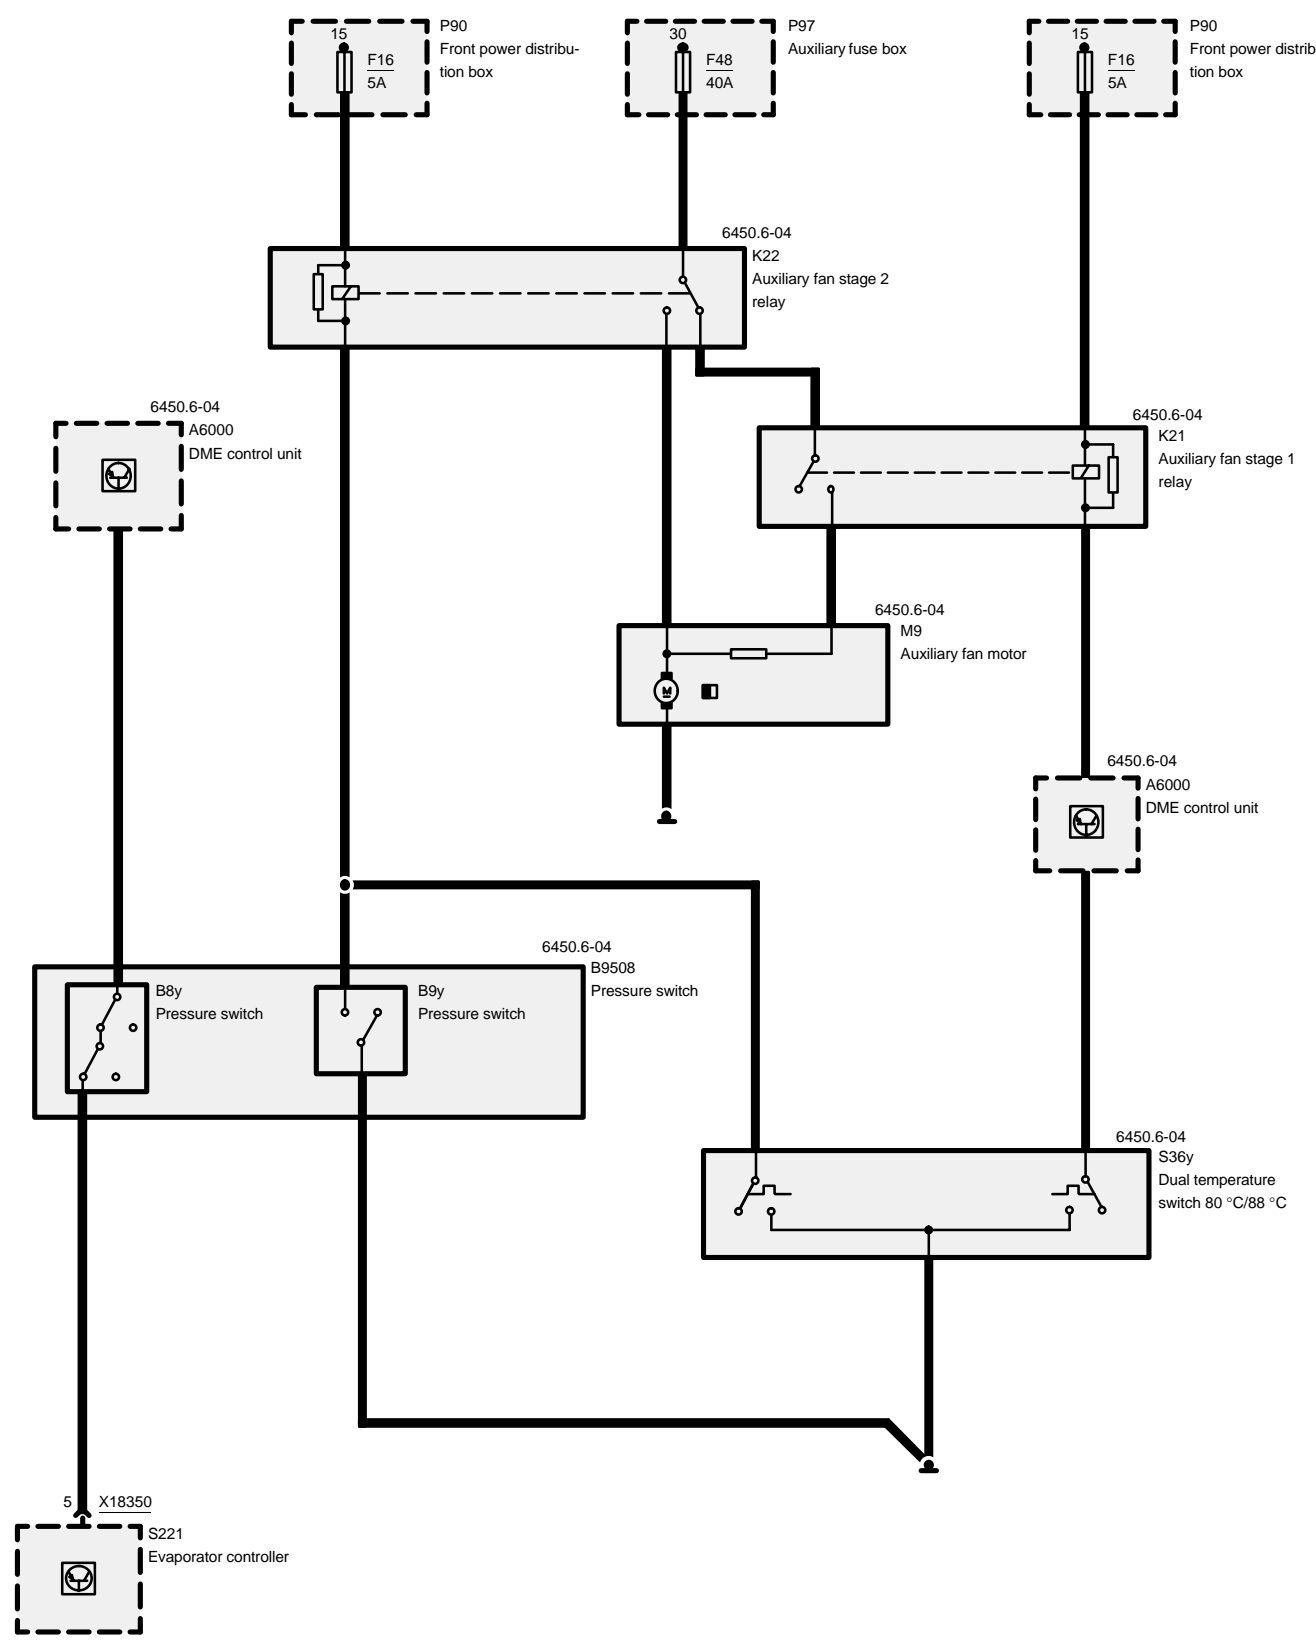 P90
15
Front power distribu-
F16
tion box
5A
P97
30
Auxiliary fuse box
F48
40A
P90
15
Front power distrib
F16
tion box
5A
6450.6-04
K22
Auxiliary fan stage 2
relay
6450.6-04
A6000
DME control unit
6450.6-04
K21
Auxiliary fan stage 1
relay
6450.6-04
M9
Auxiliary fan motor
M
6450.6-04
A6000
DME control unit
6450.6-04
B9508
Pressure switch
B8y
Pressure switch
B9y
Pressure switch
6450.6-04
S36y
Dual temperature
switch 80 °C/88 °C
5 X18350
S221
Evaporator controller